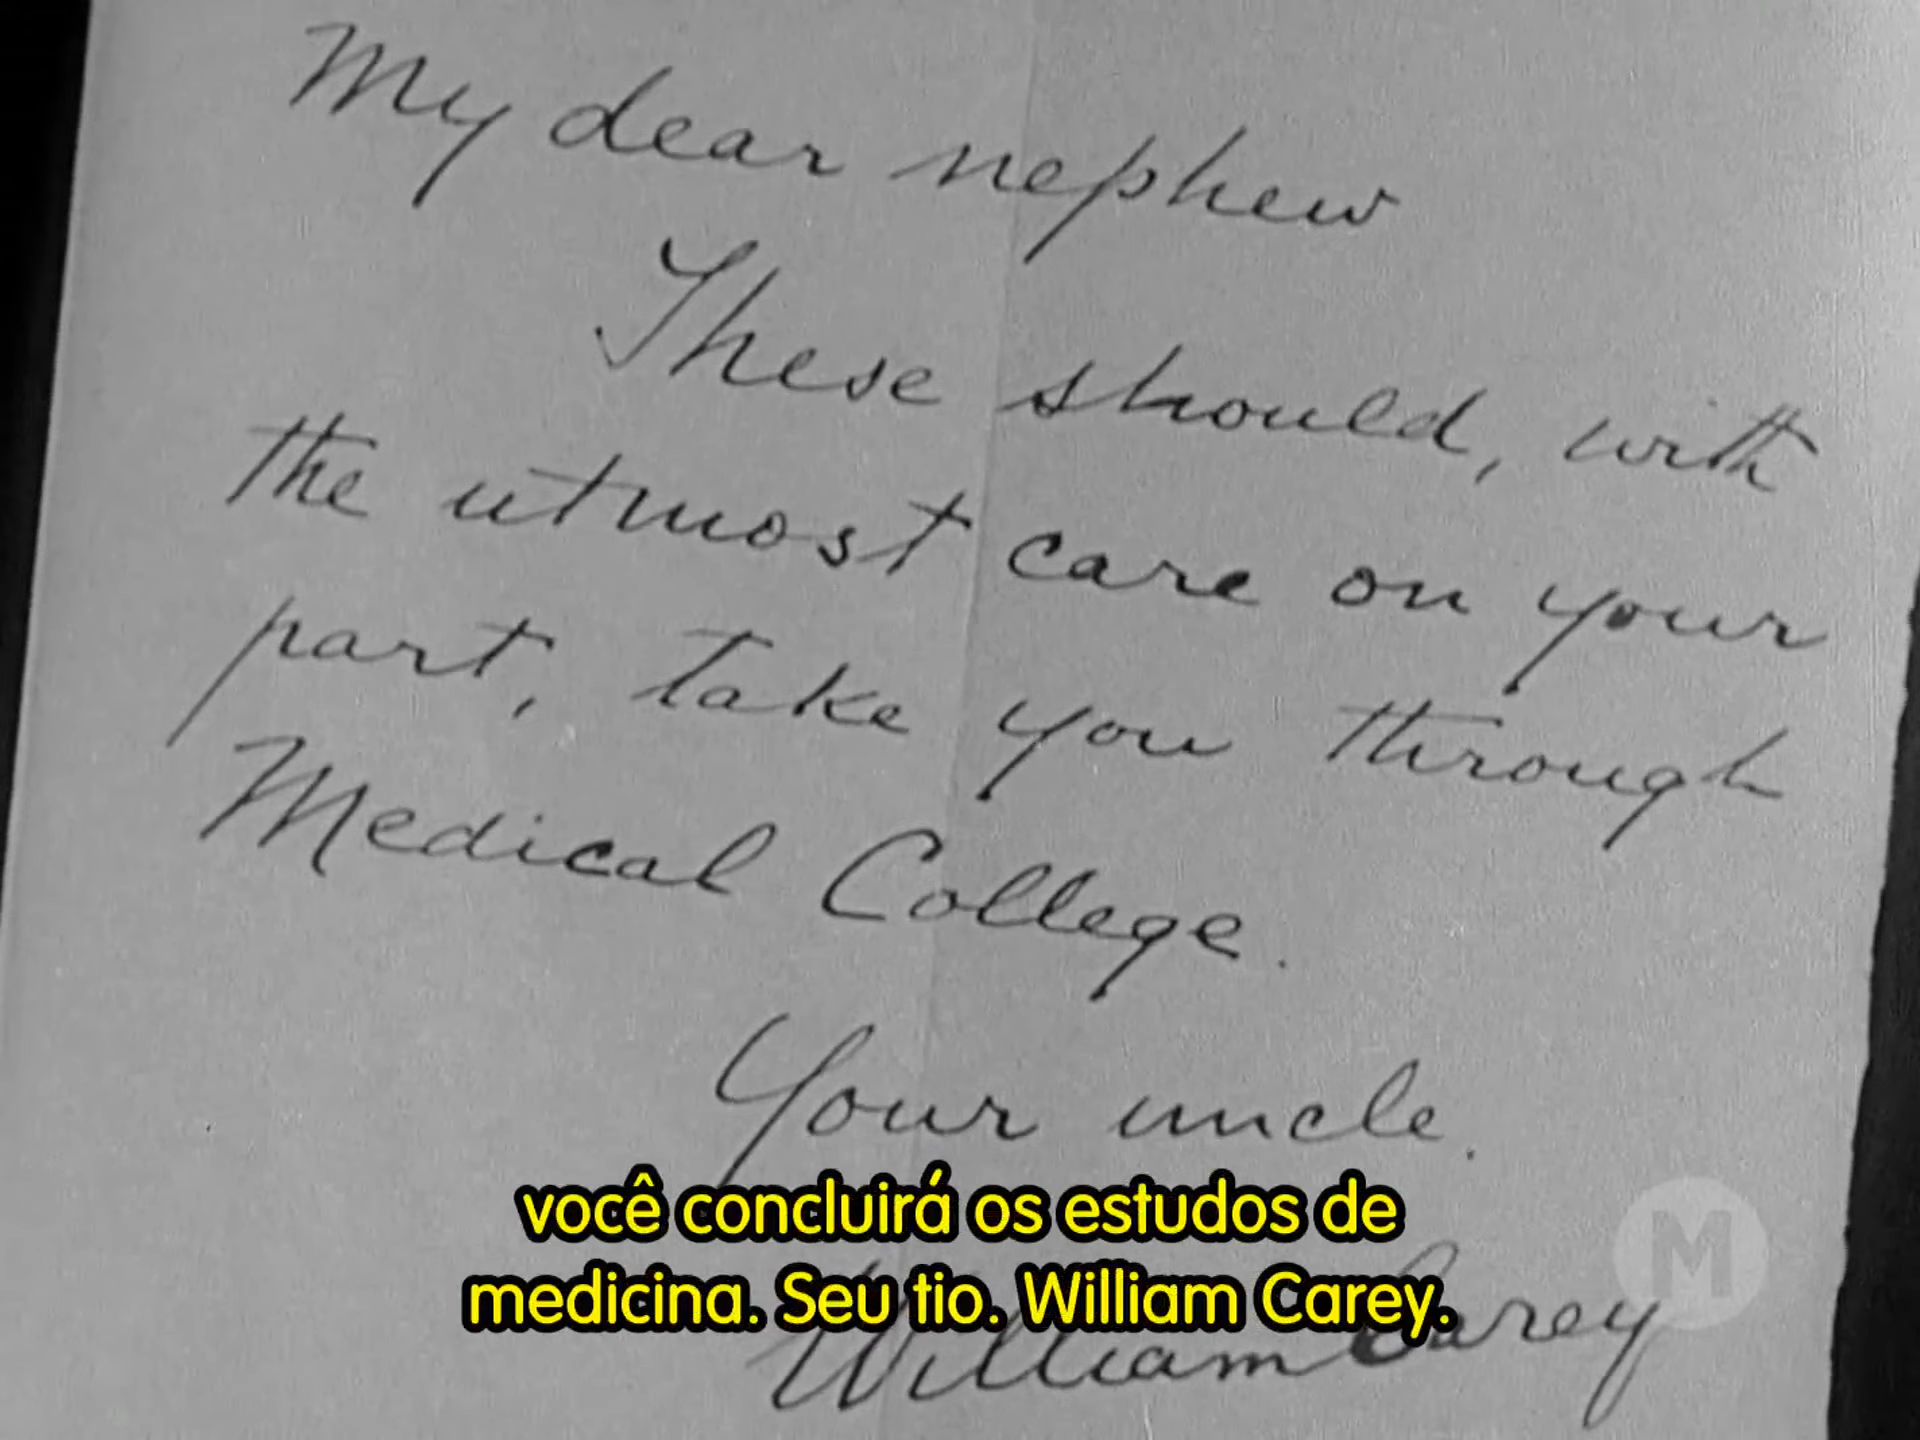 My dear nephew
These should, with
the utmost care on your
part, take you through
Medical College.
Your uncle.
William Carey
você concluirá os estudos de
medicina. Seu tio. William Carey.
M